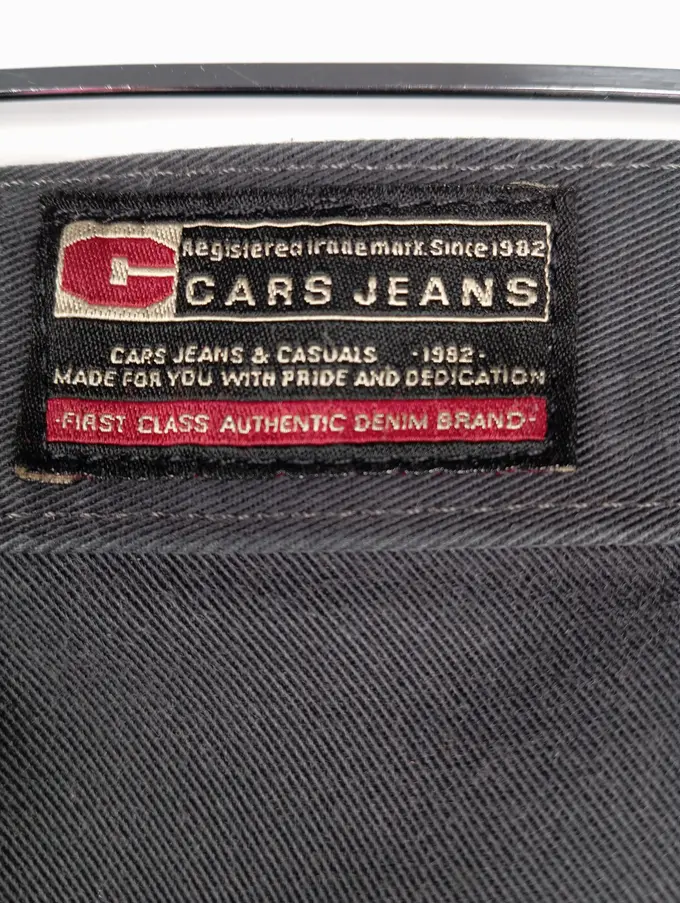 C
Registered trademark. Since 1982
CARS JEANS
CARS JEANS & CASUALS -1982-
MADE FOR YOU WITH PRIDE AND DEDICATION
-FIRST CLASS AUTHENTIC DENIM BRAND-